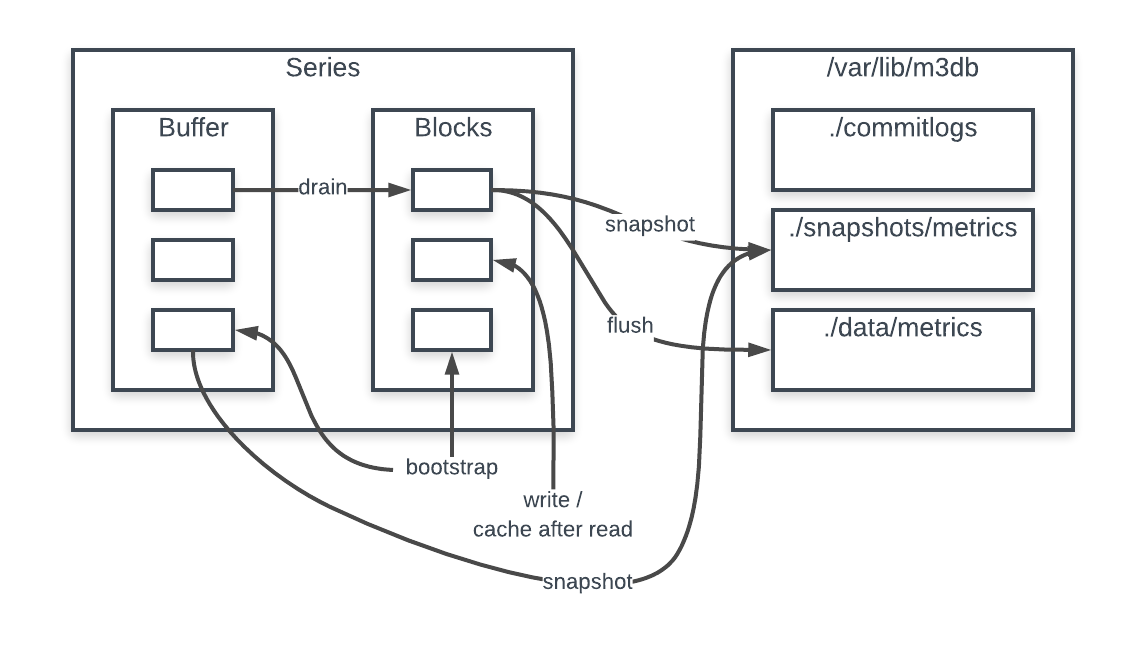 Series
/var/lib/m3db
Buffer
Blocks
./commitlogs
drain
snapshot
./snapshots/metrics
flush
./data/metrics
bootstrap
write /
cache after read
snapshot